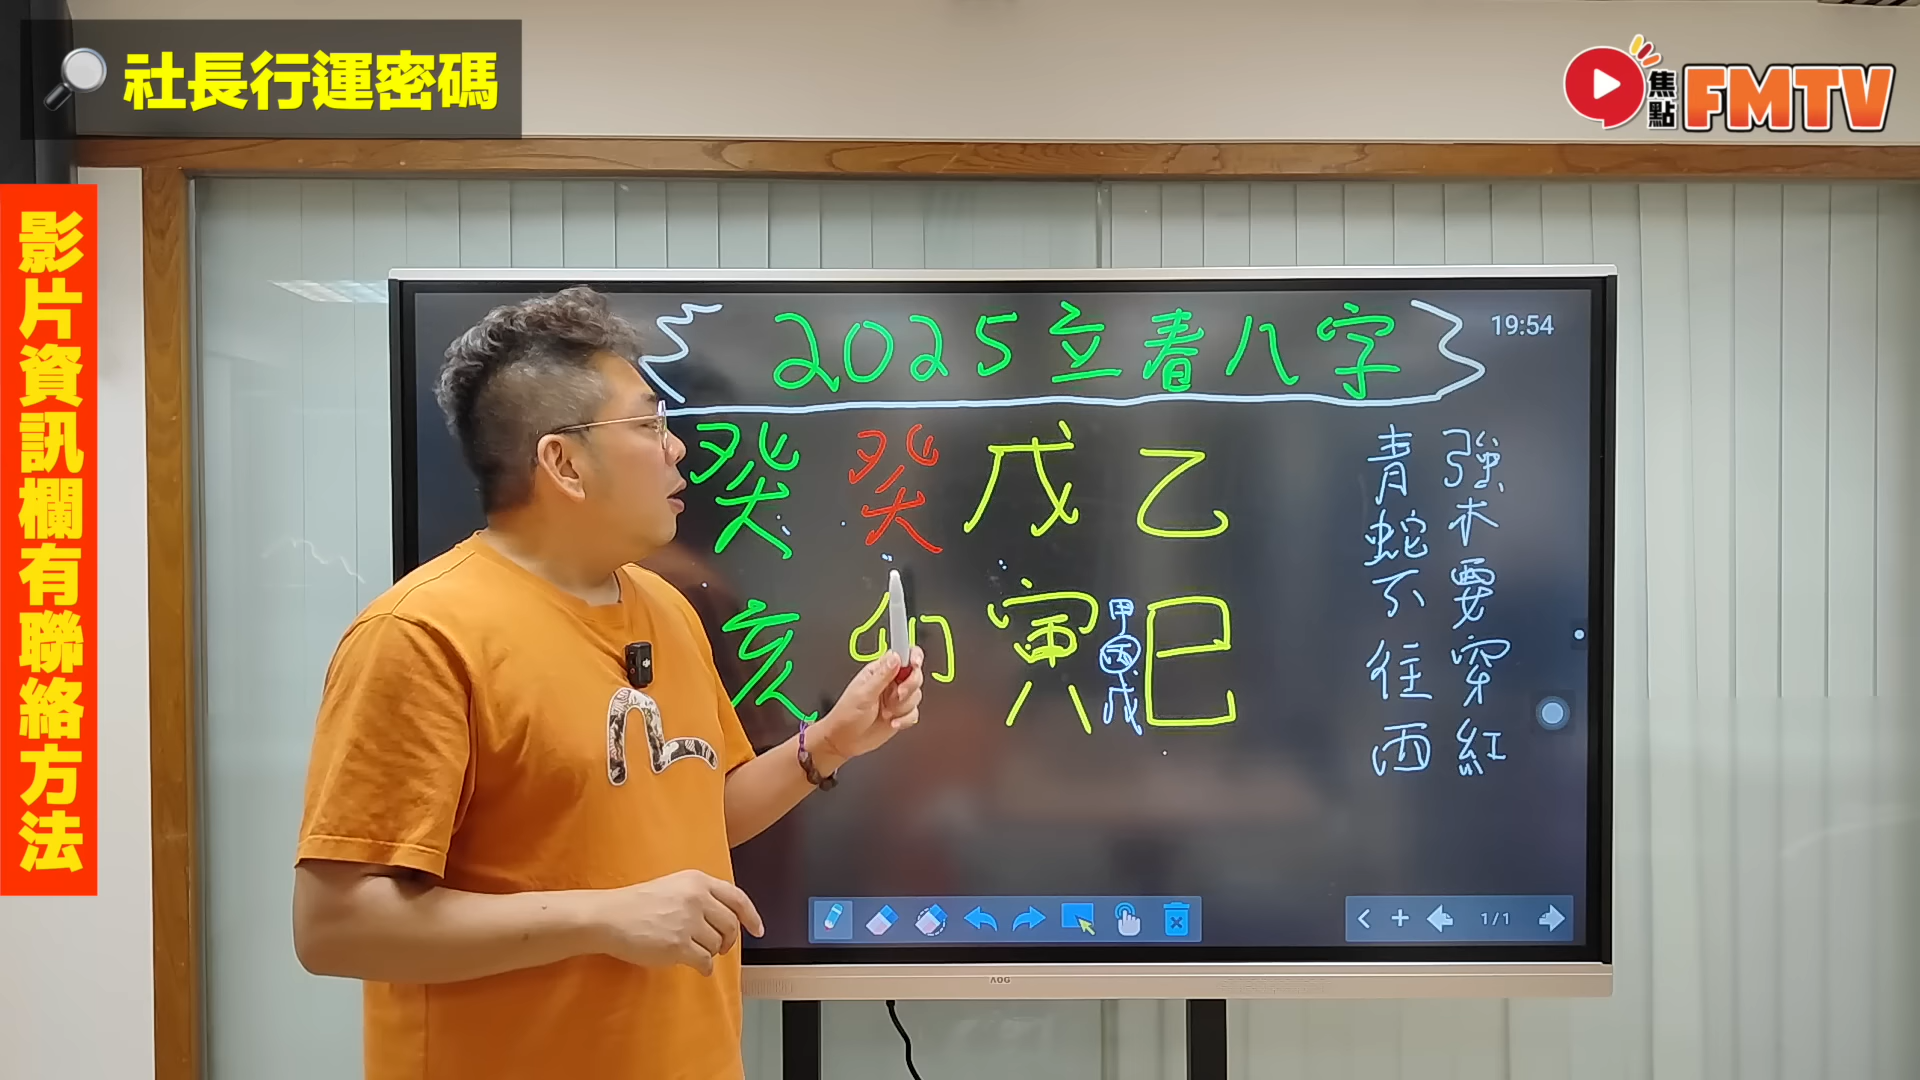 社長行運密碼
焦點 FMTV
影片資訊欄有聯絡方法
2025立春八字
19:54
癸 癸 戊 乙
亥 卯 寅 巳
甲丙戊
強木要穿紅
青蛇不往西
1/1
AOG